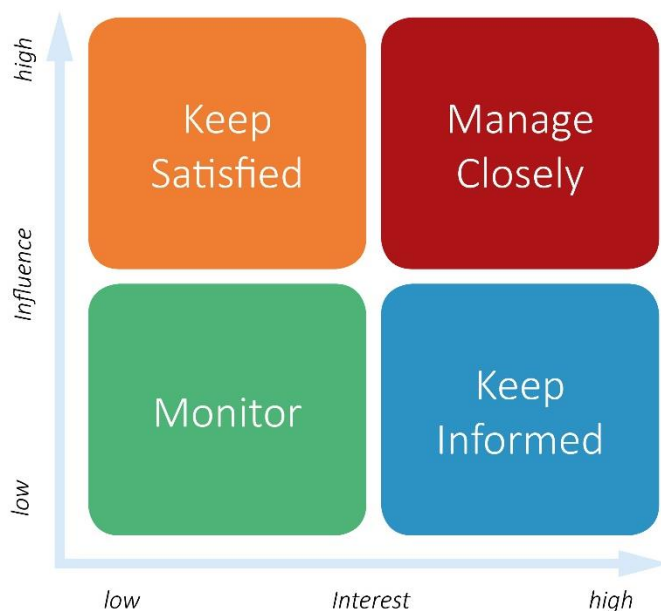 high
Keep
Satisfied
Manage
Closely
Influence
Monitor
Keep
Informed
low
low
Interest
high